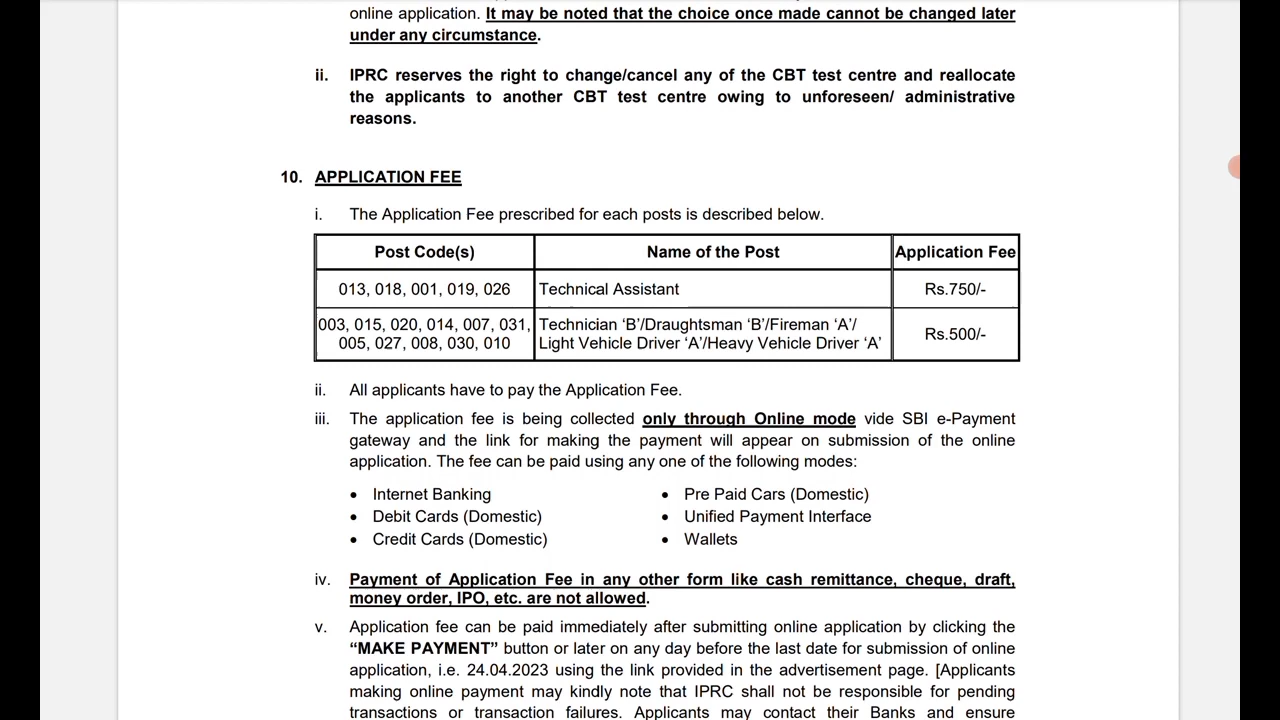 online application. It may be noted that the choice once made cannot be changed later
under any circumstance.
ii. IPRC reserves the right to change/cancel any of the CBT test centre and reallocate
the applicants to another CBT test centre owing to unforeseen/ administrative
reasons.
10. APPLICATION FEE
i. The Application Fee prescribed for each posts is described below.
Post Code(s) Name of the Post Application Fee
013, 018, 001, 019, 026 Technical Assistant Rs.750/-
003, 015, 020, 014, 007, 031, Technician ‘B’/Draughtsman ‘B’/Fireman ‘A’/
005, 027, 008, 030, 010 Light Vehicle Driver ‘A’/Heavy Vehicle Driver ‘A’ Rs.500/-
ii. All applicants have to pay the Application Fee.
iii. The application fee is being collected only through Online mode vide SBI e-Payment
gateway and the link for making the payment will appear on submission of the online
application. The fee can be paid using any one of the following modes:
• Internet Banking • Pre Paid Cars (Domestic)
• Debit Cards (Domestic) • Unified Payment Interface
• Credit Cards (Domestic) • Wallets
iv. Payment of Application Fee in any other form like cash remittance, cheque, draft,
money order, IPO, etc. are not allowed.
v. Application fee can be paid immediately after submitting online application by clicking the
“MAKE PAYMENT” button or later on any day before the last date for submission of online
application, i.e. 24.04.2023 using the link provided in the advertisement page. [Applicants
making online payment may kindly note that IPRC shall not be responsible for pending
transactions or transaction failures. Applicants may contact their Banks and ensure